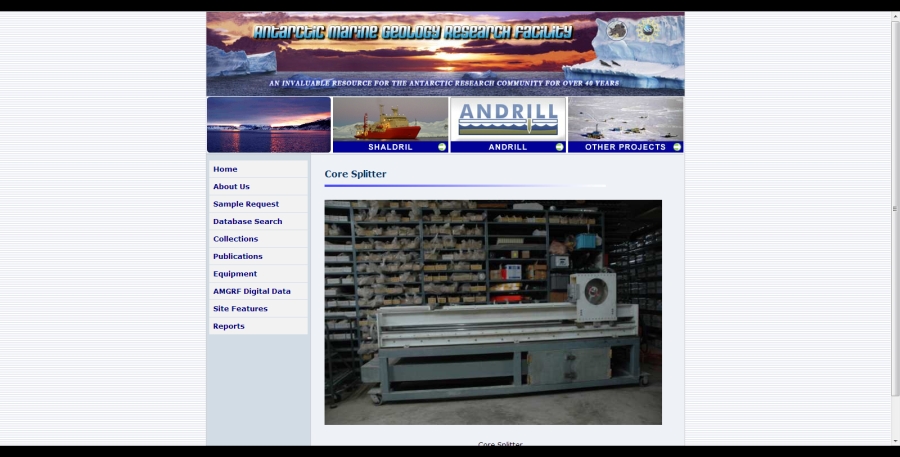 Antarctic Marine Geology Research Facility
AN INVALUABLE RESOURCE FOR THE ANTARCTIC RESEARCH COMMUNITY FOR OVER 40 YEARS
ANDRILL
SHALDRIL
ANDRILL
OTHER PROJECTS
Home
About Us
Sample Request
Database Search
Collections
Publications
Equipment
AMGRF Digital Data
Site Features
Reports
Core Splitter
Core Splitter